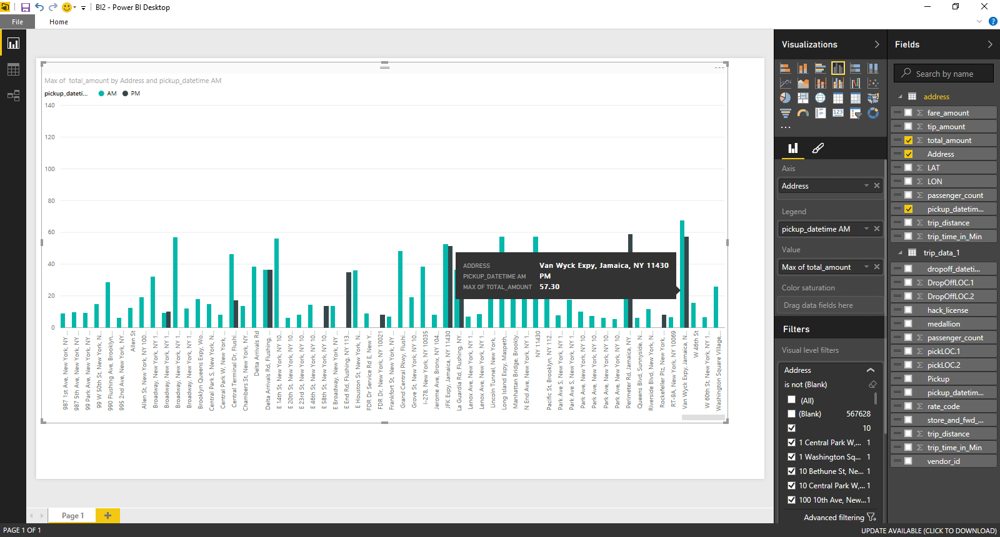 BI2 - Power BI Desktop
File
Home
Max of  total_amount by Address and pickup_datetime AM
pickup_dateti...
AM
PM
140
120
100
80
60
40
20
0
987 1st Ave, New York, NY ...
987 5th Ave, New York, NY ...
99 Park Ave, New York, NY...
99 W 50th St, New York, N...
990 Flushing Ave, Brooklyn,...
995 2nd Ave, New York, NY...
Allen St
Allen St, New York, NY 100...
Broadway, New York, NY 1...
Broadway, New York, NY 1...
Broadway, New York, NY 1...
Broadway, New York, NY 1...
Brooklyn Queens Expy, Wo...
Central Park S, New York, N...
Central Park W, New York, ...
Central Terminal Dr, Flushi...
Chambers St, New York, NY...
Delta Arrivals Rd
Delta Arrivals Rd, Flushing, ...
E 14th St, New York, NY 10...
E 20th St, New York, NY 10...
E 23rd St, New York, NY 10...
E 46th St, New York, NY 10...
E 58th St, New York, NY 10...
E Broadway, New York, NY ...
E End Rd, Flushing, NY 113...
E Houston St, New York, N...
FDR Dr Service Rd E, New Y...
FDR Dr, New York, NY 10021
Frankfort St, New York, NY ...
Grand Central Pkwy, Flushi...
Grove St, New York, NY 10...
I-278, New York, NY 10035
Jerome Ave, Bronx, NY 104...
JFK Expy, Jamaica, NY 11430
La Guardia Rd, Flushing, NY...
Lenox Ave, New York, NY 1...
Lenox Ave, New York, NY 1...
Lincoln Tunnel, New York, ...
Long Island Expy, Maspeth,...
Manhattan Bridge, Brookly...
N End Ave, New York, NY 1...
NY 11430
Pacific St, Brooklyn, NY 112...
Park Ave S, New York, NY 1...
Park Ave S, New York, NY 1...
Park Ave, New York, NY 10...
Park Ave, New York, NY 10...
Park Ave, New York, NY 10...
Park Ave, New York, NY 10...
Perimeter Rd, Jamaica, NY ...
Queens Blvd, Sunnyside, N...
Riverside Blvd, New York, N...
Rockefeller Plz, New York, ...
RT-9A, New York, NY 10069
Van Wyck Expy, Jamaica, N...
W 46th St
W 60th St, New York, NY 1...
Washington Square Village,...
ADDRESS Van Wyck Expy, Jamaica, NY 11430
PICKUP_DATETIME AM PM
MAX OF TOTAL_AMOUNT 57.30
Visualizations
123
Axis
Address
Legend
pickup_datetime AM
Value
Max of total_amount
Color saturation
Drag data fields here
Filters
Visual level filters
Address
is not (Blank)
(All)
(Blank) 567628
10
1 Central Park W,... 1
1 Washington Sq... 1
10 Bethune St, Ne... 1
10 Central Park W,... 1
100 10th Ave, New...1
Advanced filtering
Fields
Search by name
address
fare_amount
tip_amount
total_amount
Address
LAT
LON
passenger_count
pickup_datetim...
trip_distance
trip_time_in_Min
trip_data_1
dropoff_dateti...
DropOffLOC.1
DropOffLOC.2
hack_license
medallion
passenger_count
pickLOC.1
pickLOC.2
Pickup
pickup_datetim...
rate_code
store_and_fwd_...
trip_distance
trip_time_in_Min
vendor_id
Page 1
PAGE 1 OF 1
UPDATE AVAILABLE (CLICK TO DOWNLOAD)